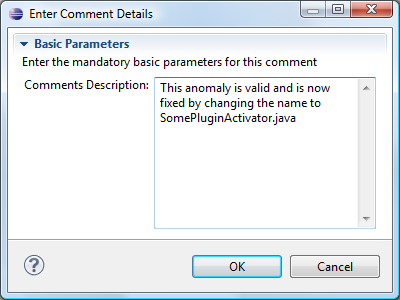 Enter Comment Details
Basic Parameters
Enter the mandatory basic parameters for this comment
Comments Description:
This anomaly is valid and is now
fixed by changing the name to
SomePluginActivator.java
?
OK
Cancel